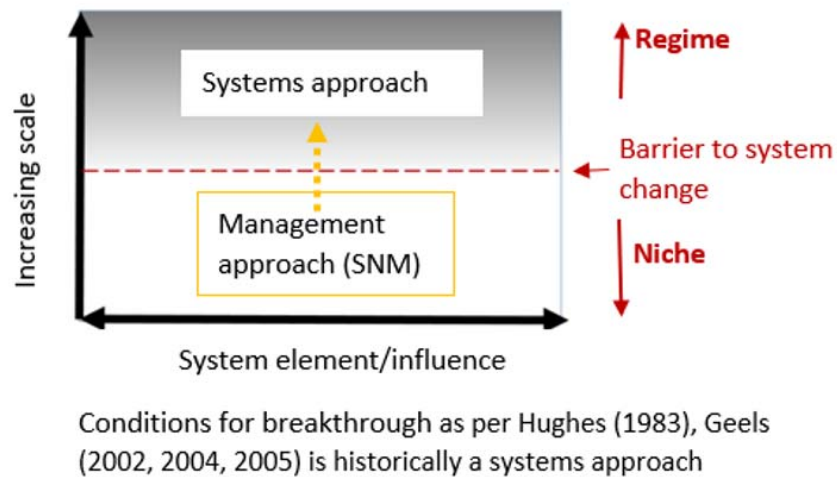 Increasing scale
Systems approach
Management
approach (SNM)
System element/influence
Regime
Barrier to system
change
Niche
Conditions for breakthrough as per Hughes (1983), Geels
(2002, 2004, 2005) is historically a systems approach